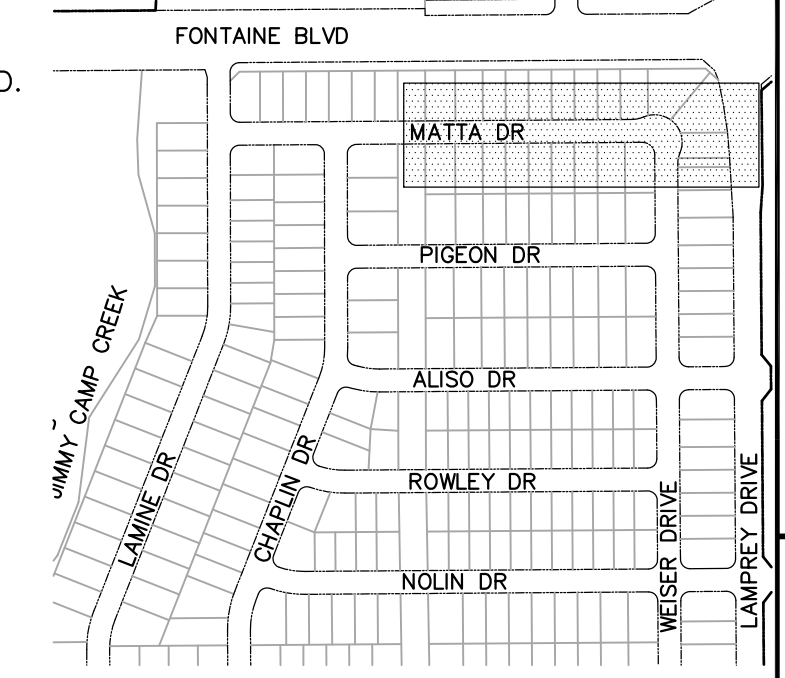 FONTAINE BLVD
D.
MATTA DR
PIGEON DR
JIMMY CAMP CREEK
ALISO DR
LAMINE DR
CHAPLIN DR
ROWLEY DR
WEISER DRIVE
LAMPREY DRIVE
NOLIN DR